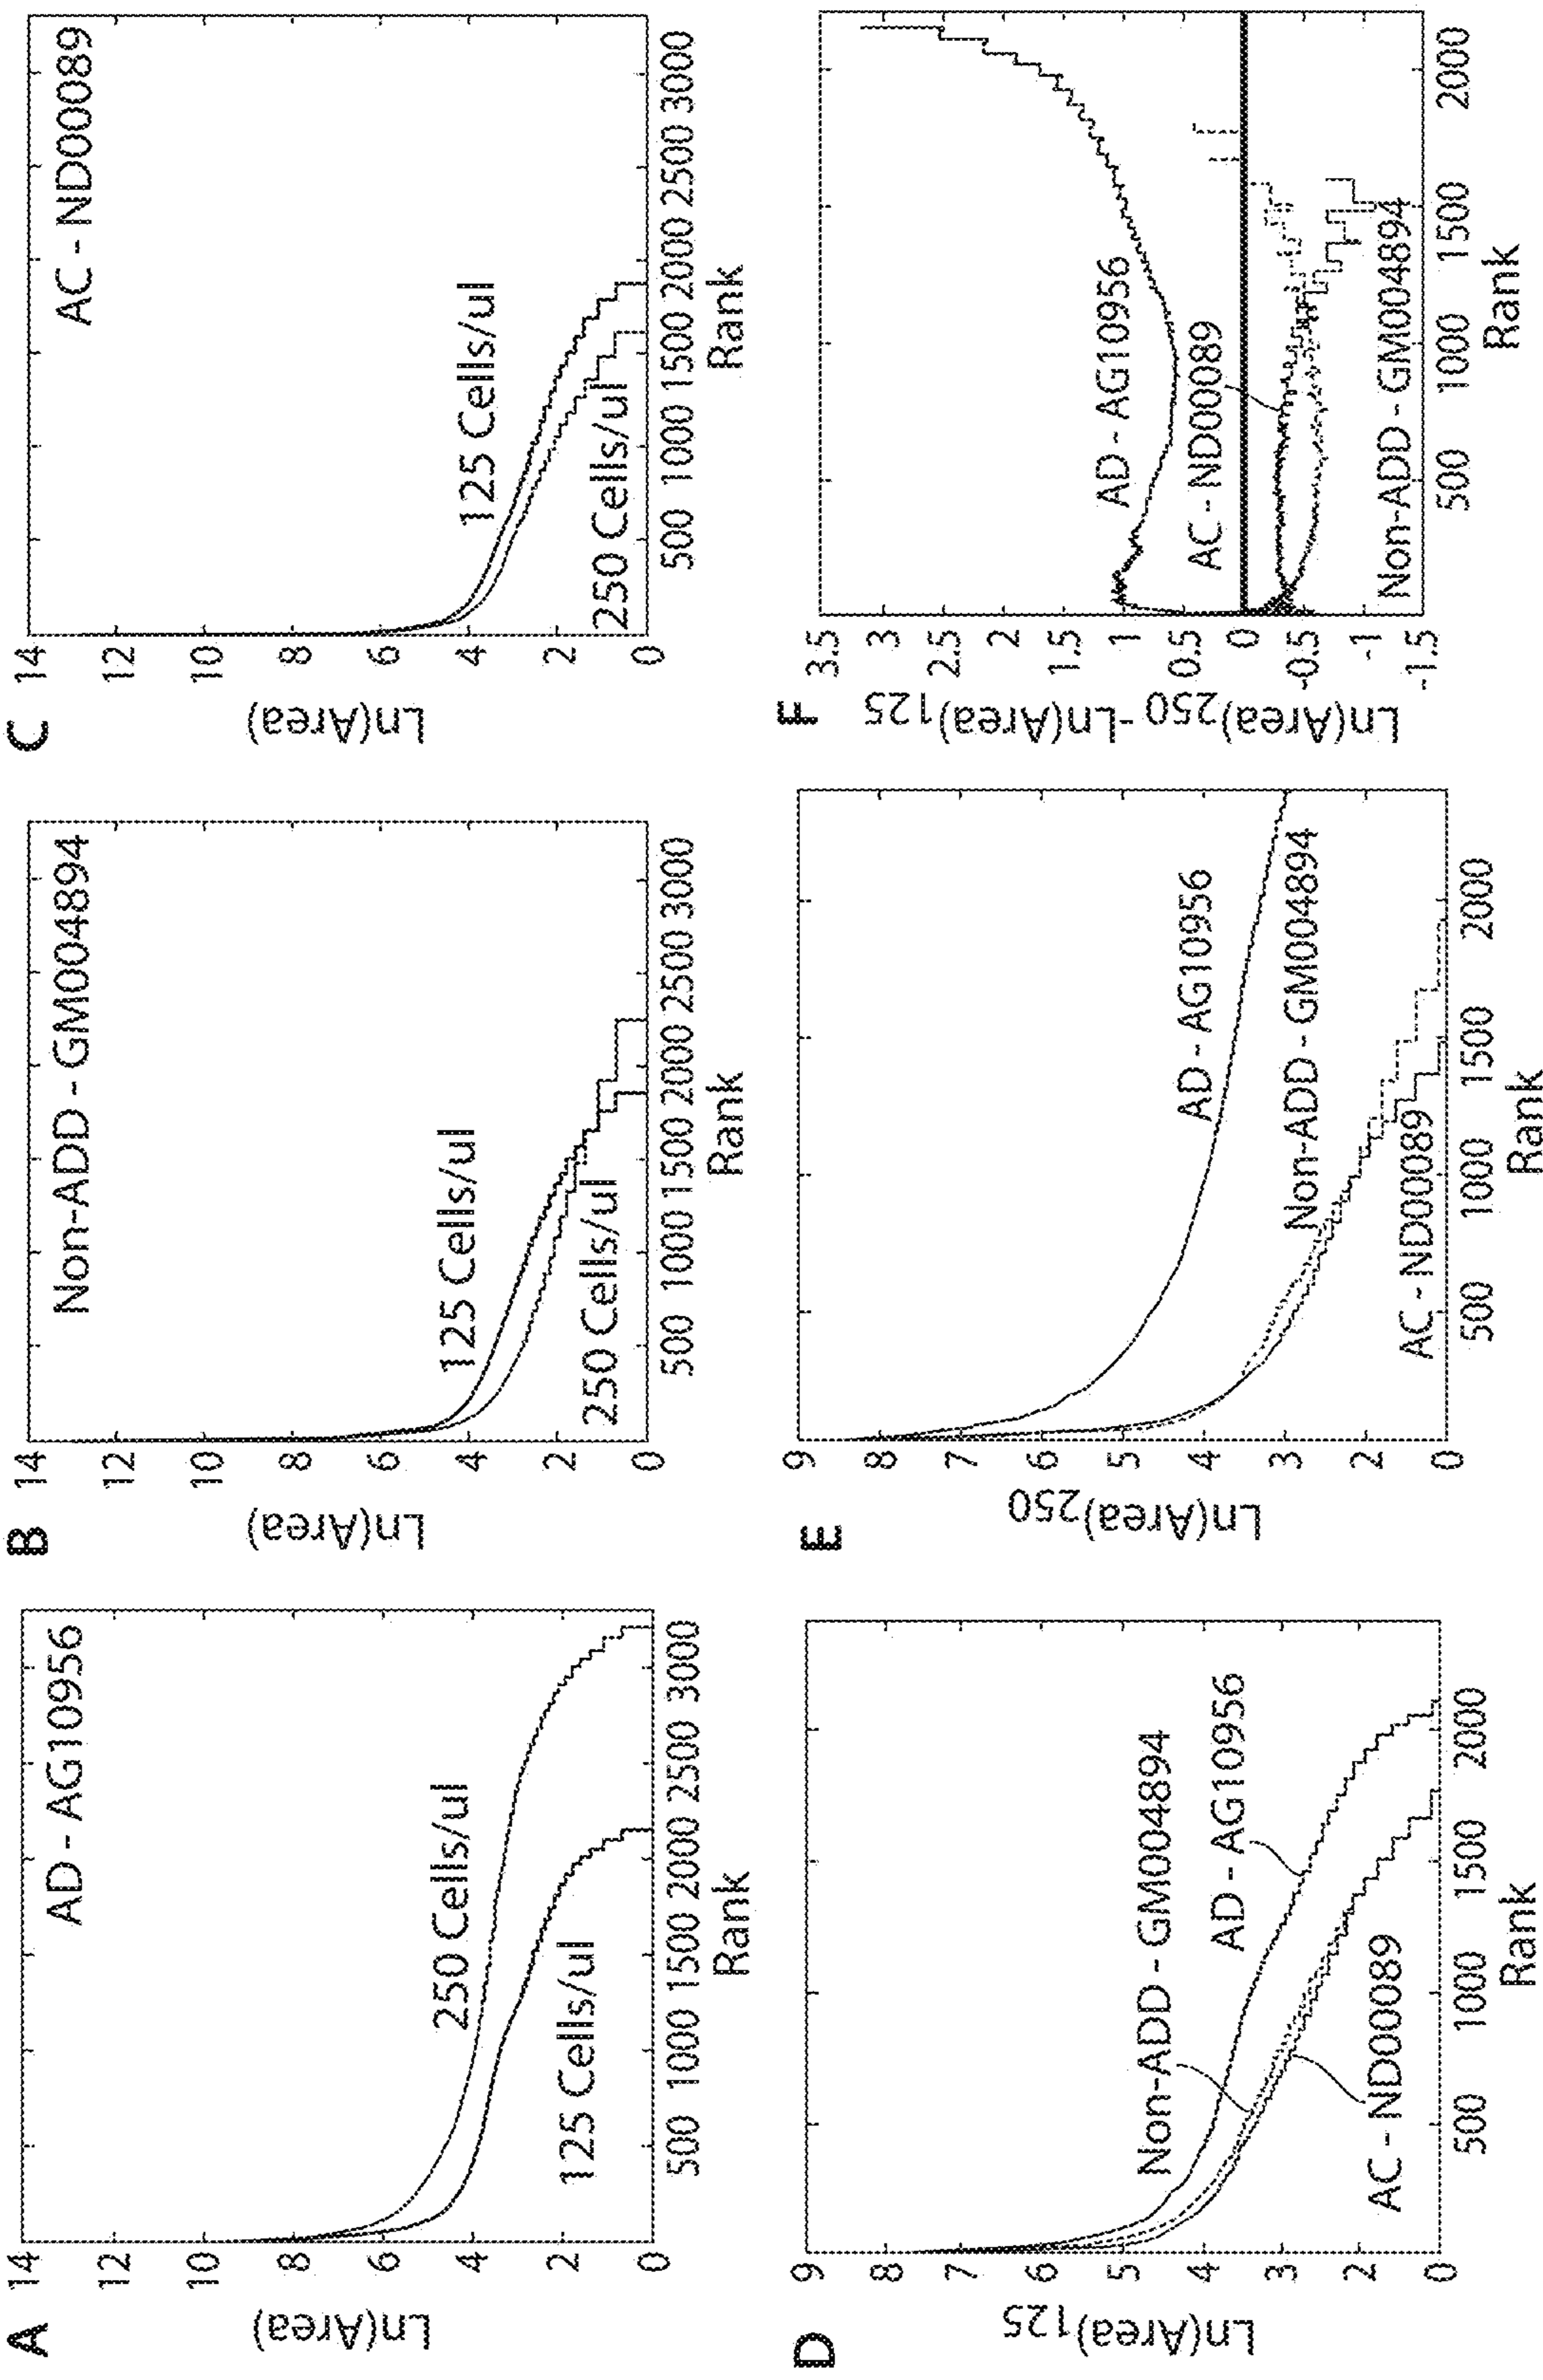 A
AD - AG10956
Ln(Area)
14
12
10
8
6
4
2
0
250 Cells/ul
125 Cells/ul
500 1000 1500 2000 2500 3000
Rank
B
Non-ADD - GM004894
Ln(Area)
14
12
10
8
6
4
2
0
125 Cells/ul
250 Cells/ul
500 1000 1500 2000 2500 3000
Rank
C
AC - ND00089
Ln(Area)
14
12
10
8
6
4
2
0
125 Cells/ul
250 Cells/ul
500 1000 1500 2000 2500 3000
Rank
D
Ln(Area)125
9
8
7
6
5
4
3
2
0
Non-ADD - GM004894
AD - AG10956
AC - ND00089
500 1000 1500 2000
Rank
E
Ln(Area)250
9
8
7
6
5
4
3
2
0
AD - AG10956
Non-ADD - GM004894
AC - ND00089
500 1000 1500 2000
Rank
F
Ln(Area)250-Ln(Area)125
3.5
3
2.5
2
1.5
1
0.5
0
-0.5
-1
-1.5
AD - AG10956
AC - ND00089
Non-ADD - GM004894
500 1000 1500 2000
Rank